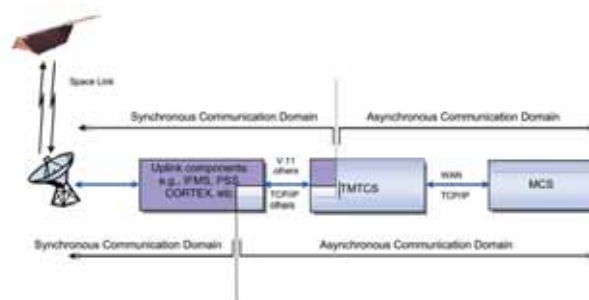 Space Link
Synchronous Communication Domain
Asynchronous Communication Domain
Uplink components
e.g., IFMS, PSS,
CORTEX, etc.
V 11
others
TCP/IP
others
TMTCS
WAN
TCP/IP
MCS
Synchronous Communication Domain
Asynchronous Communication Domain